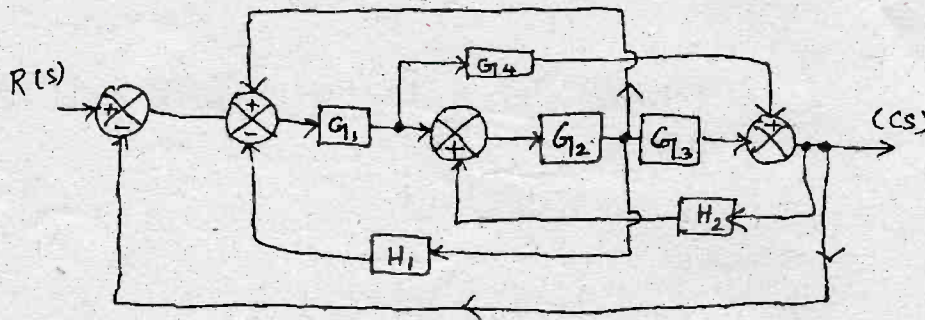 G4
R(S)
(CS)
+
-
+
-
G1
+
G2
G3
+
H2
H1